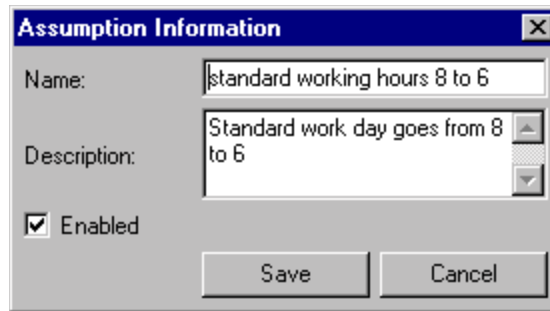 Assumption Information
Name:
standard working hours 8 to 6
Description:
Standard work day goes from 8
to 6
Enabled
Save
Cancel